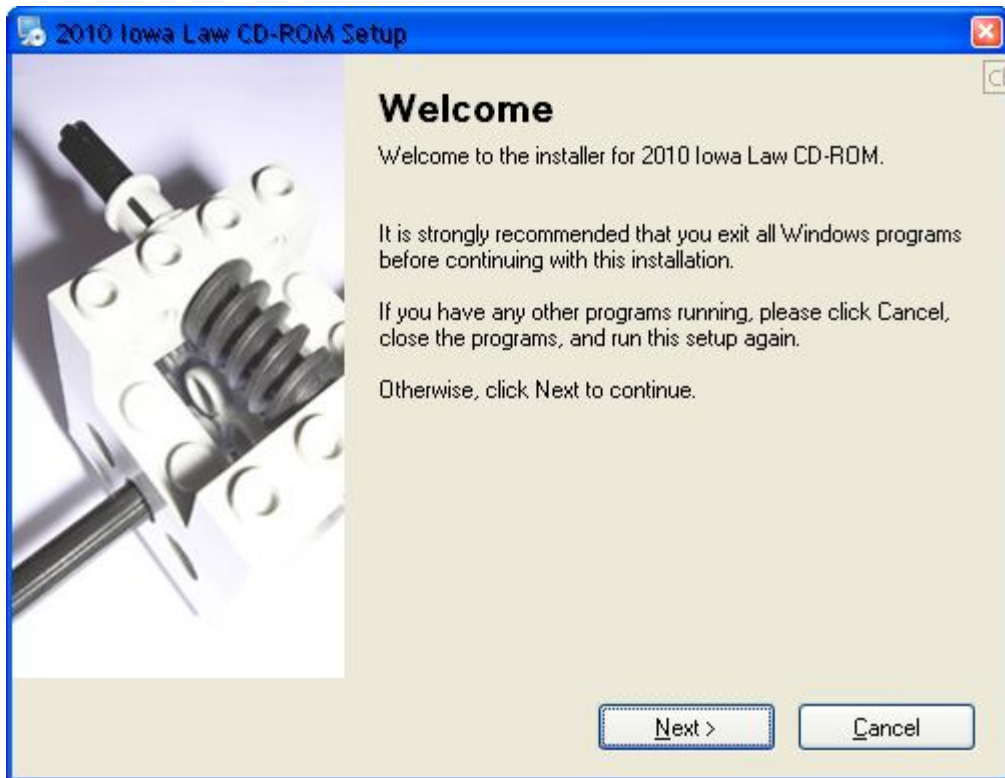 2010 Iowa Law CD-ROM Setup
Welcome
Welcome to the installer for 2010 Iowa Law CD-ROM.
It is strongly recommended that you exit all Windows programs
before continuing with this installation.
If you have any other programs running, please click Cancel,
close the programs, and run this setup again.
Otherwise, click Next to continue.
Next >
Cancel